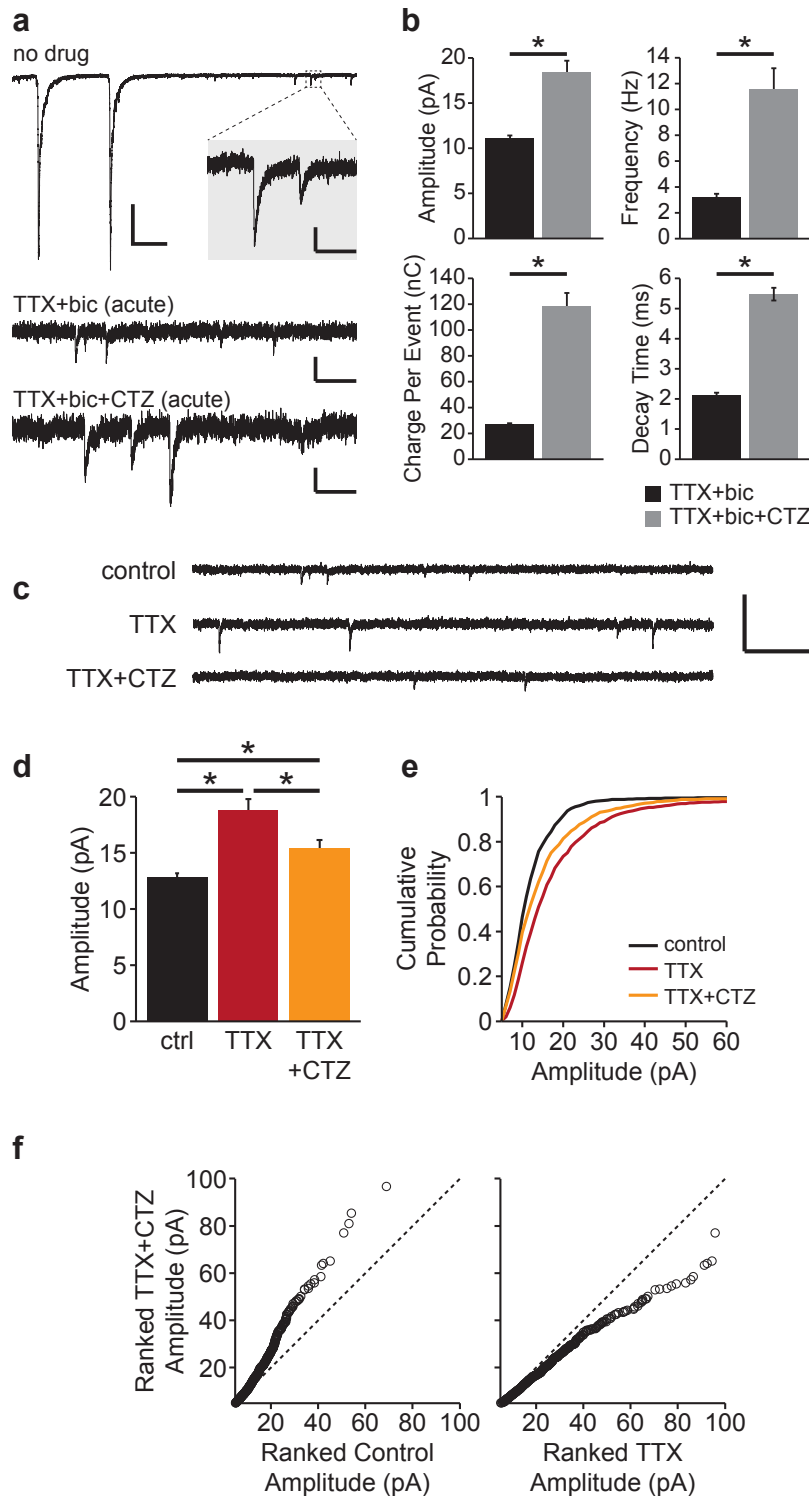 a
no drug
TTX+bic (acute)
TTX+bic+CTZ (acute)
b
Amplitude (pA)
20
15
10
5
0
*
Frequency (Hz)
12
14
10
8
6
4
2
0
*
Charge Per Event (nC)
140
120
100
80
60
40
20
0
*
Decay Time (ms)
6
5
4
3
2
1
0
*
TTX+bic
TTX+bic+CTZ
c
control
TTX
TTX+CTZ
d
Amplitude (pA)
20
15
10
5
0
*
*
*
ctrl
TTX
TTX
+CTZ
e
Cumulative
Probability
1
0.8
0.6
0.4
0.2
0
control
TTX
TTX+CTZ
10
20
30
40
50
60
Amplitude (pA)
f
Ranked TTX+CTZ
Amplitude (pA)
100
80
60
40
20
20
40
60
80
100
Ranked Control
Amplitude (pA)
20
40
60
80
100
Ranked TTX
Amplitude (pA)